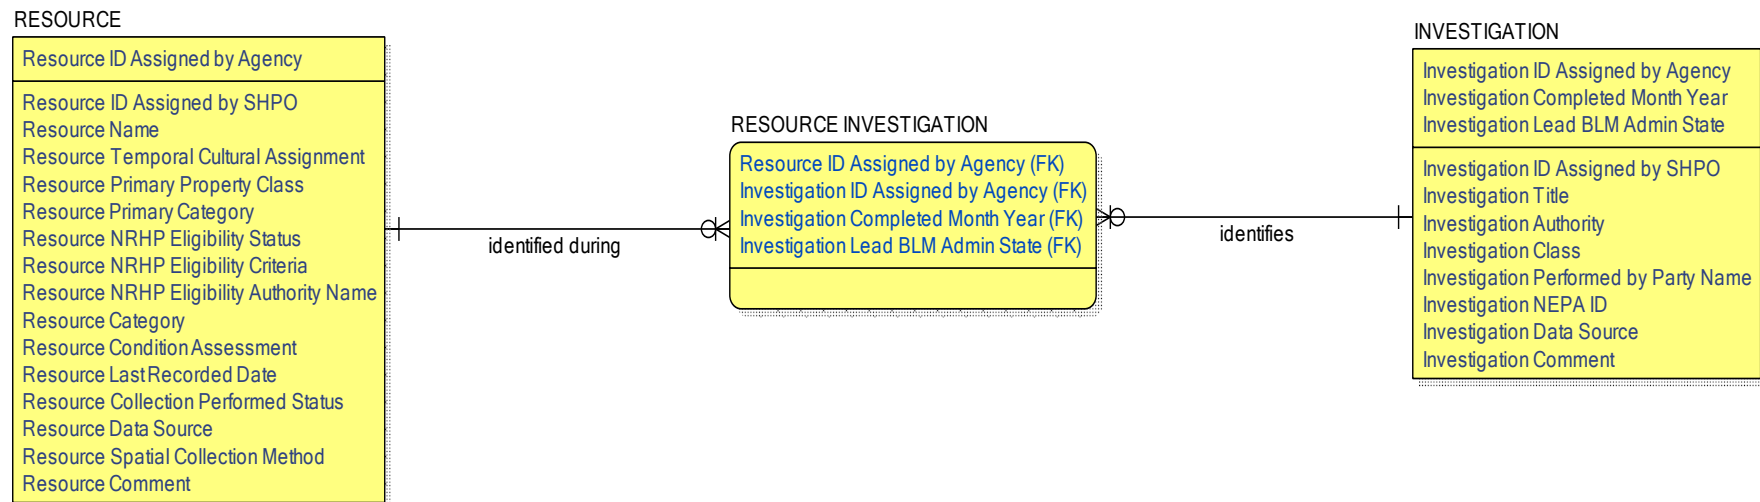 RESOURCE
Resource ID Assigned by Agency
Resource ID Assigned by SHPO
Resource Name
Resource Temporal Cultural Assignment
Resource Primary Property Class
Resource Primary Category
Resource NRHP Eligibility Status
Resource NRHP Eligibility Criteria
Resource NRHP Eligibility Authority Name
Resource Category
Resource Condition Assessment
Resource Last Recorded Date
Resource Collection Performed Status
Resource Data Source
Resource Spatial Collection Method
Resource Comment
identified during
RESOURCE INVESTIGATION
Resource ID Assigned by Agency (FK)
Investigation ID Assigned by Agency (FK)
Investigation Completed Month Year (FK)
Investigation Lead BLM Admin State (FK)
identifies
INVESTIGATION
Investigation ID Assigned by Agency
Investigation Completed Month Year
Investigation Lead BLM Admin State
Investigation ID Assigned by SHPO
Investigation Title
Investigation Authority
Investigation Class
Investigation Performed by Party Name
Investigation NEPA ID
Investigation Data Source
Investigation Comment